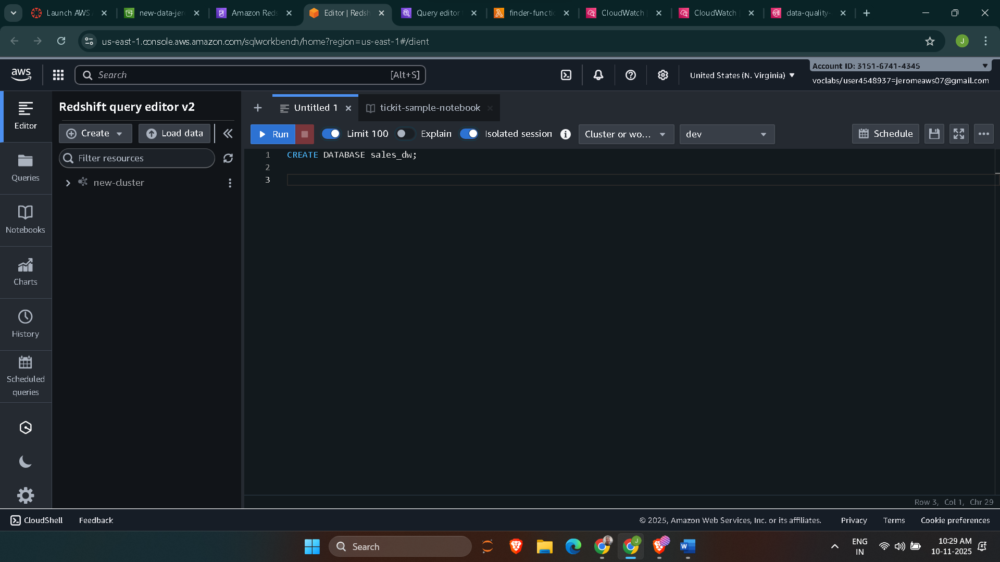 Launch AWS
new-data-jer
Amazon Red
Editor | Redsh
Query editor
finder-functio
CloudWatch
CloudWatch
data-quality-
us-east-1.console.aws.amazon.com/sqlworkbench/home?region=us-east-1#/client
J
aws
Search
[Alt+S]
United States (N. Virginia)
Account ID: 3151-6741-4345
voclabs/user4548937=jeromeaws07@gmail.com
Editor
Queries
Notebooks
Charts
History
Scheduled
queries
Redshift query editor v2
Create
Load data
Filter resources
new-cluster
Untitled 1
tickit-sample-notebook
Run
Limit 100
Explain
Isolated session
Cluster or wo...
dev
Schedule
1 CREATE DATABASE sales_dw;
2
3
Row 3, Col 1, Chr 29
CloudShell
Feedback
© 2025, Amazon Web Services, Inc. or its affiliates.
Privacy
Terms
Cookie preferences
Search
ENG
IN
10:29 AM
10-11-2025